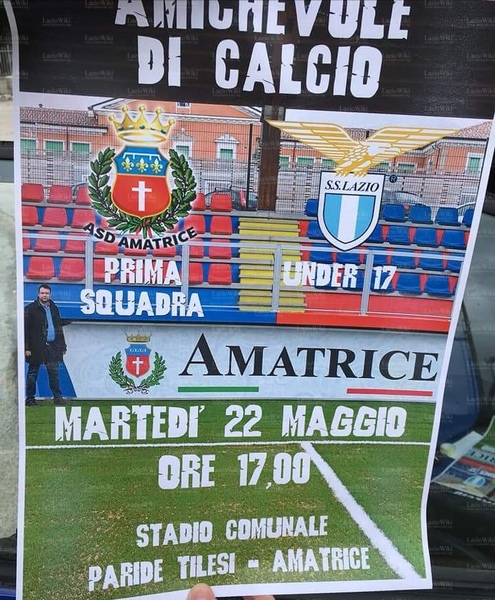 AMICHEVOLE
DI CALCIO
S.S. LAZIO
ASD AMATRICE
PRIMA
SQUADRA
UNDER 17
AMATRICE
MARTEDI' 22 MAGGIO
ORE 17,00
STADIO COMUNALE
PARIDE TILESI - AMATRICE
LazioWiki